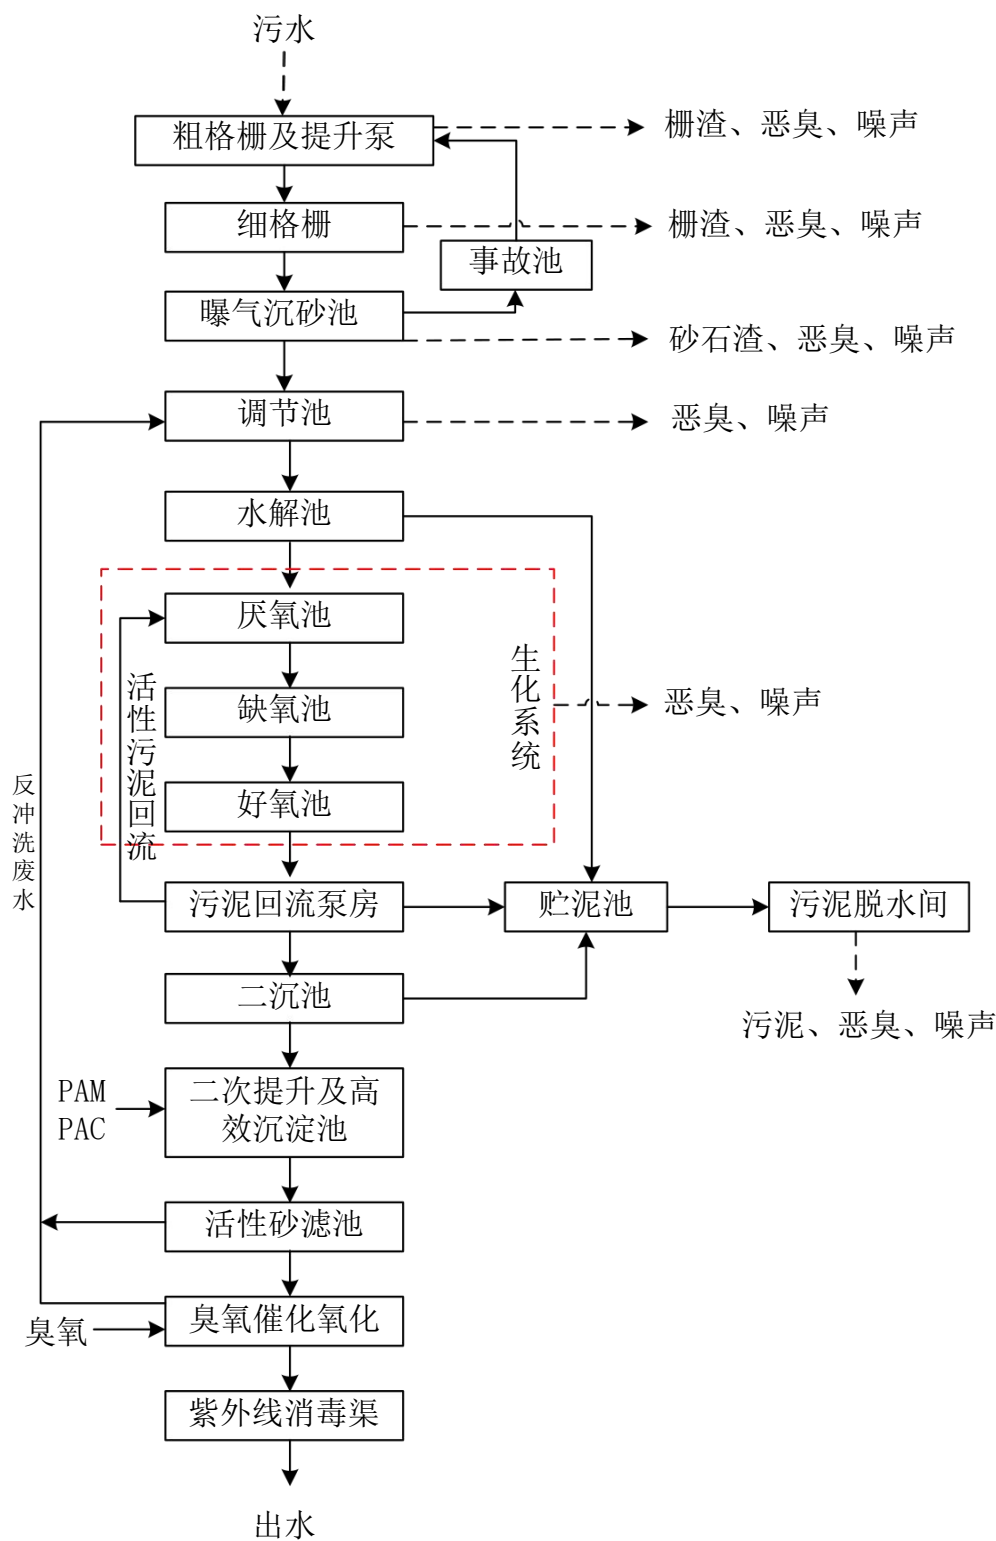 污水
粗格栅及提升泵
栅渣、恶臭、噪声
细格栅
栅渣、恶臭、噪声
事故池
曝气沉砂池
砂石渣、恶臭、噪声
调节池
恶臭、噪声
水解池
厌氧池
生化系统
活性污泥回流
缺氧池
恶臭、噪声
反冲洗废水
好氧池
污泥回流泵房
贮泥池
污泥脱水间
二沉池
污泥、恶臭、噪声
PAM
PAC
二次提升及高
效沉淀池
活性砂滤池
臭氧催化氧化
臭氧
紫外线消毒渠
出水